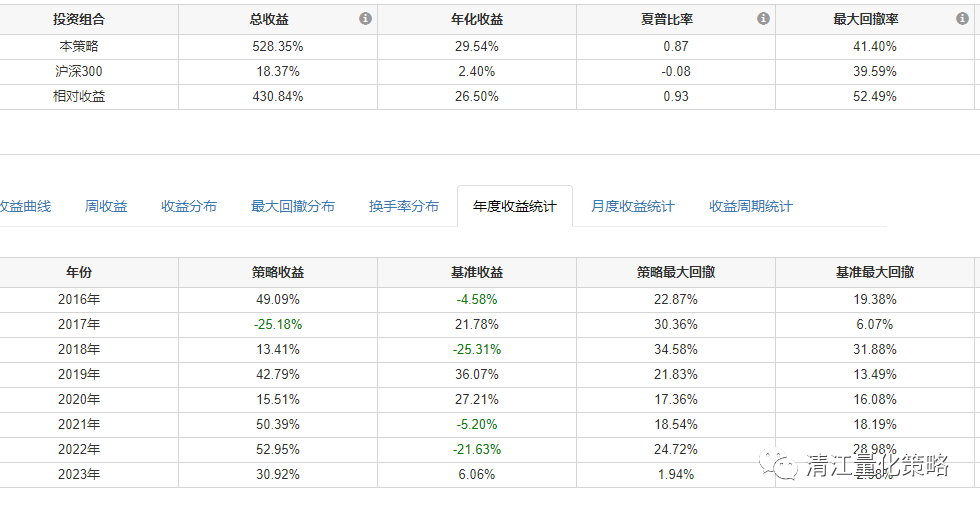 投资组合 总收益 年化收益 夏普比率 最大回撤率
本策略 528.35% 29.54% 0.87 41.40%
沪深300 18.37% 2.40% -0.08 39.59%
相对收益 430.84% 26.50% 0.93 52.49%
收益曲线 周收益 收益分布 最大回撤分布 换手率分布 年度收益统计 月度收益统计 收益周期统计
年份 策略收益 基准收益 策略最大回撤 基准最大回撤
2016年 49.09% -4.58% 22.87% 19.38%
2017年 -25.18% 21.78% 30.36% 6.07%
2018年 13.41% -25.31% 34.58% 31.88%
2019年 42.79% 36.07% 21.83% 13.49%
2020年 15.51% 27.21% 17.36% 16.08%
2021年 50.39% -5.20% 18.54% 18.19%
2022年 52.95% -21.63% 24.72% 28.98%
清江量化策略
2023年 30.92% 6.06% 1.94%